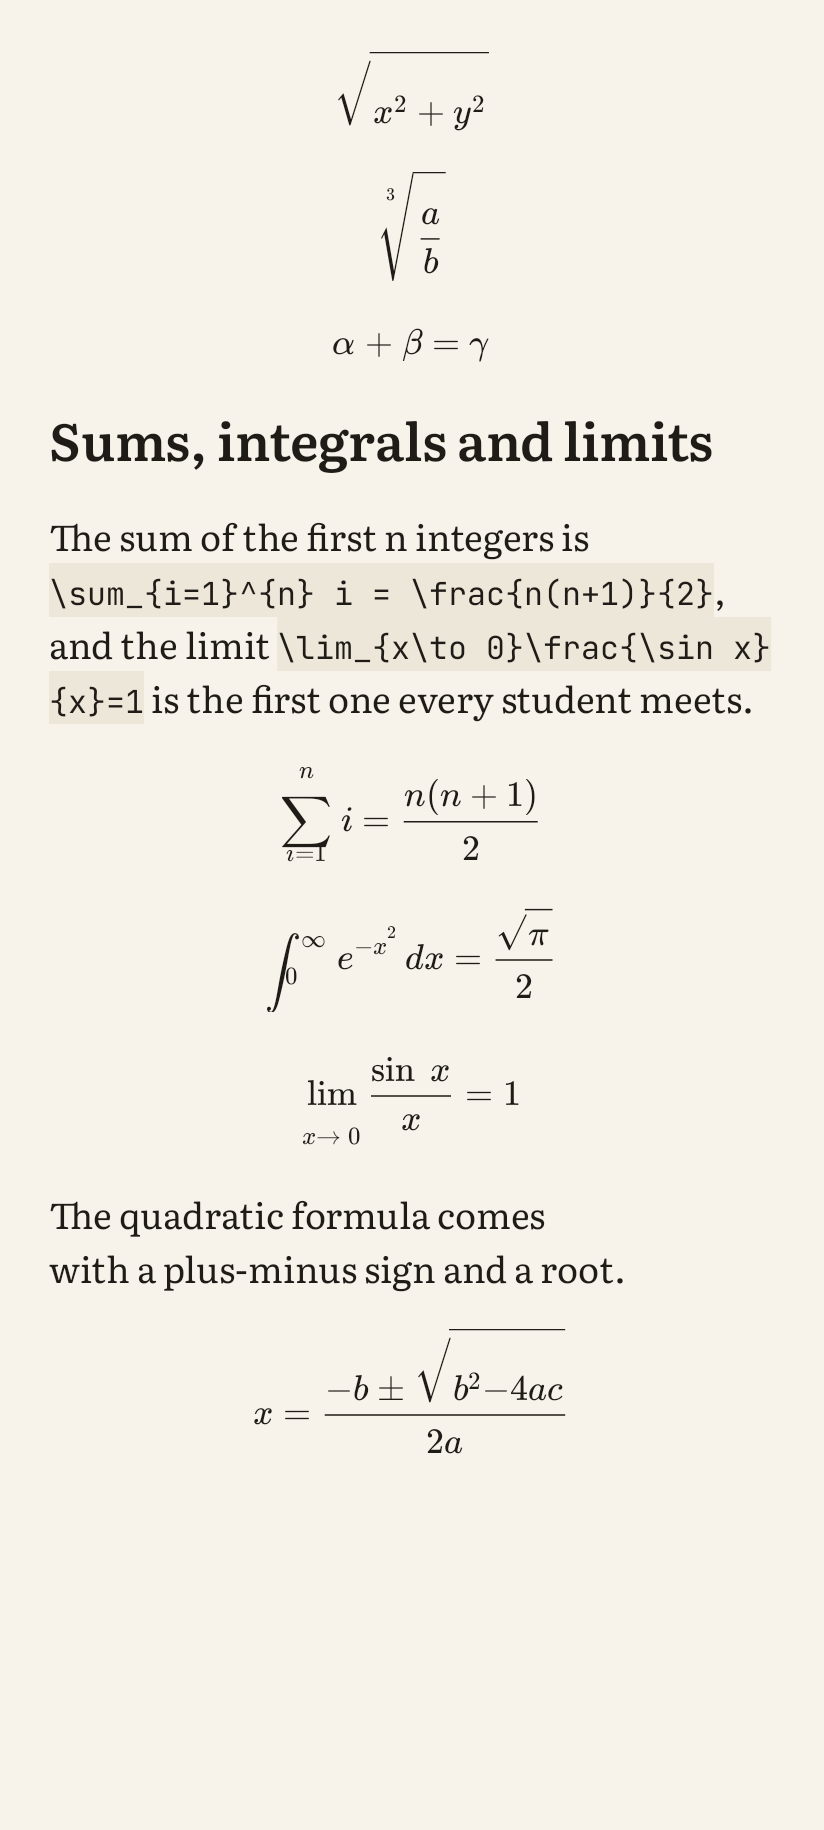 √(x² + y²)
³√(a/b)
α + β = γ
Sums, integrals and limits
The sum of the first n integers is
\sum_{i=1}^{n} i = \frac{n(n+1)}{2},
and the limit \lim_{x\to 0}\frac{\sin x}
{x}=1 is the first one every student meets.
∑_{i=1}^{n} i = n(n + 1)/2
∫₀^∞ e^{−x²} dx = √π/2
lim_{x→ 0} sin x/x = 1
The quadratic formula comes
with a plus-minus sign and a root.
x = (−b ± √(b²−4ac))/2a